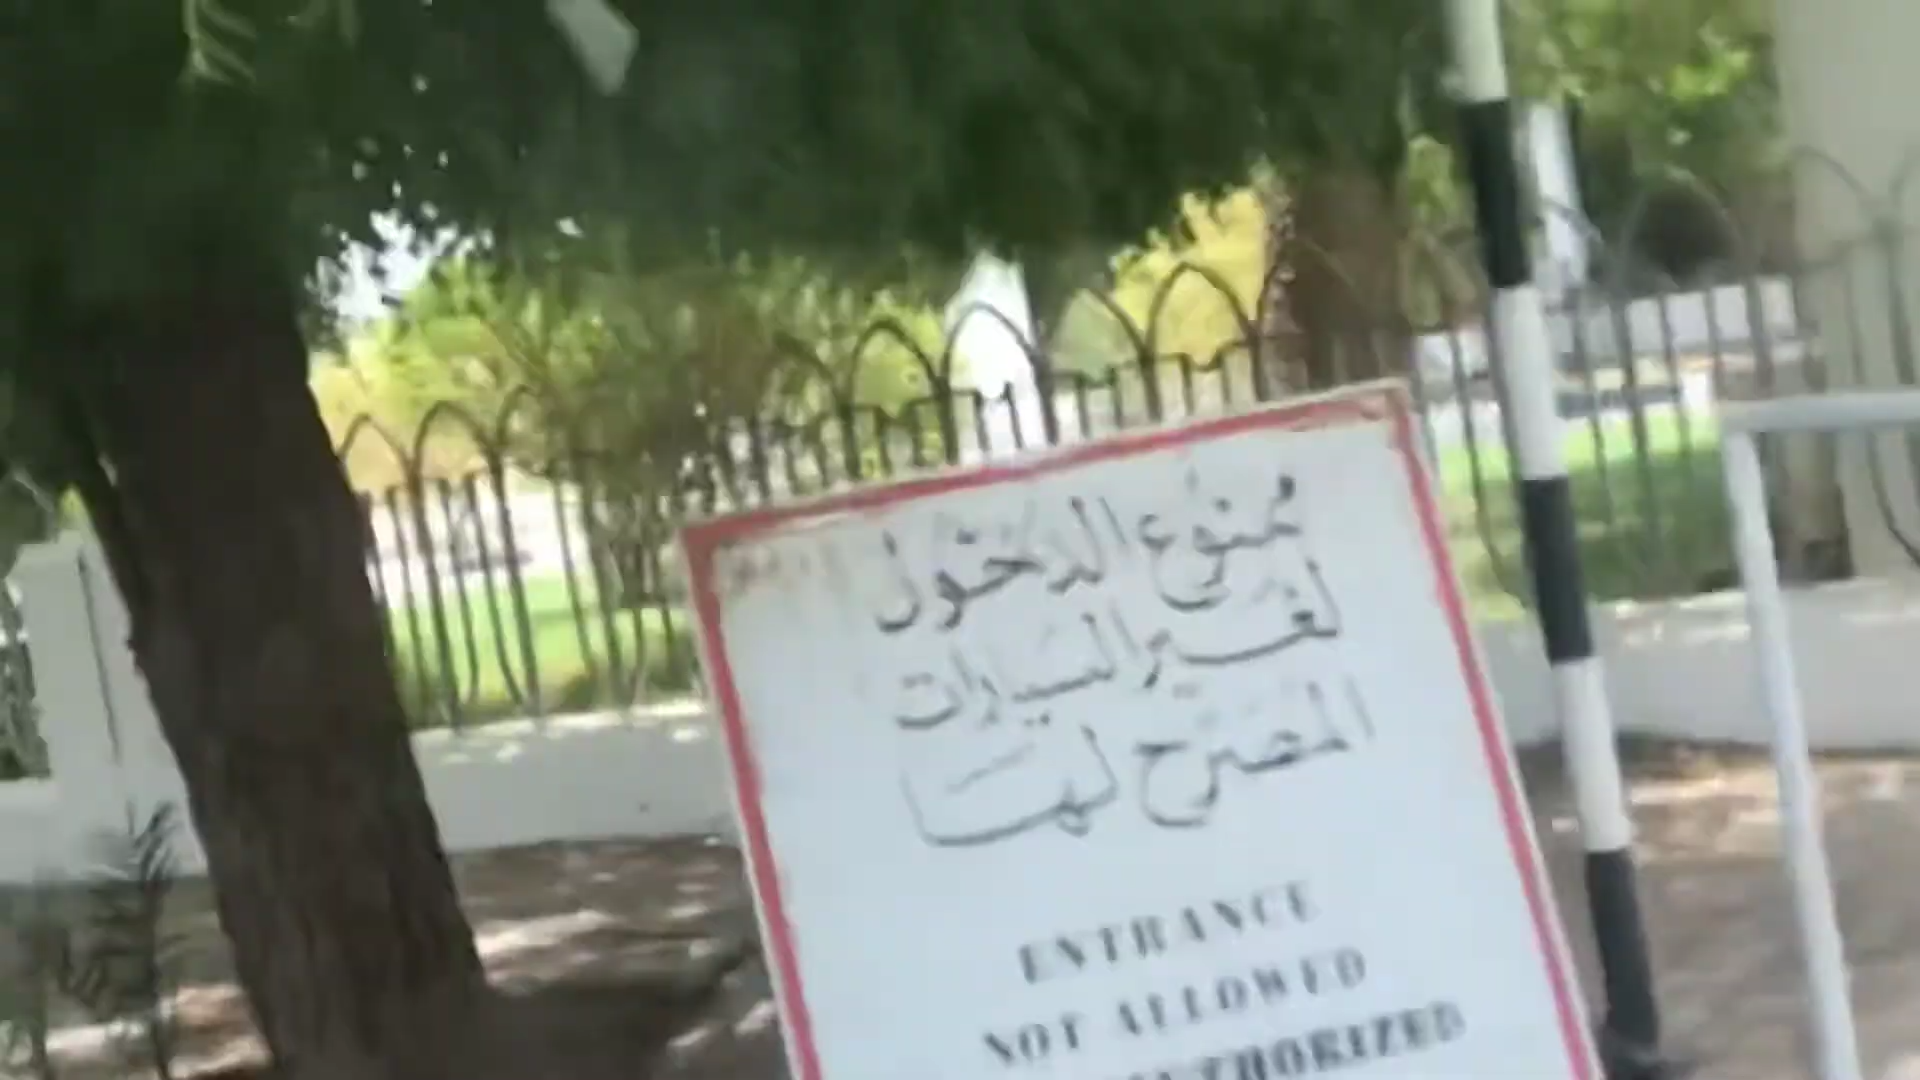 ممنوع الدخول
لغير السيارات
المصرح لها
ENTRANCE
NOT ALLOWED